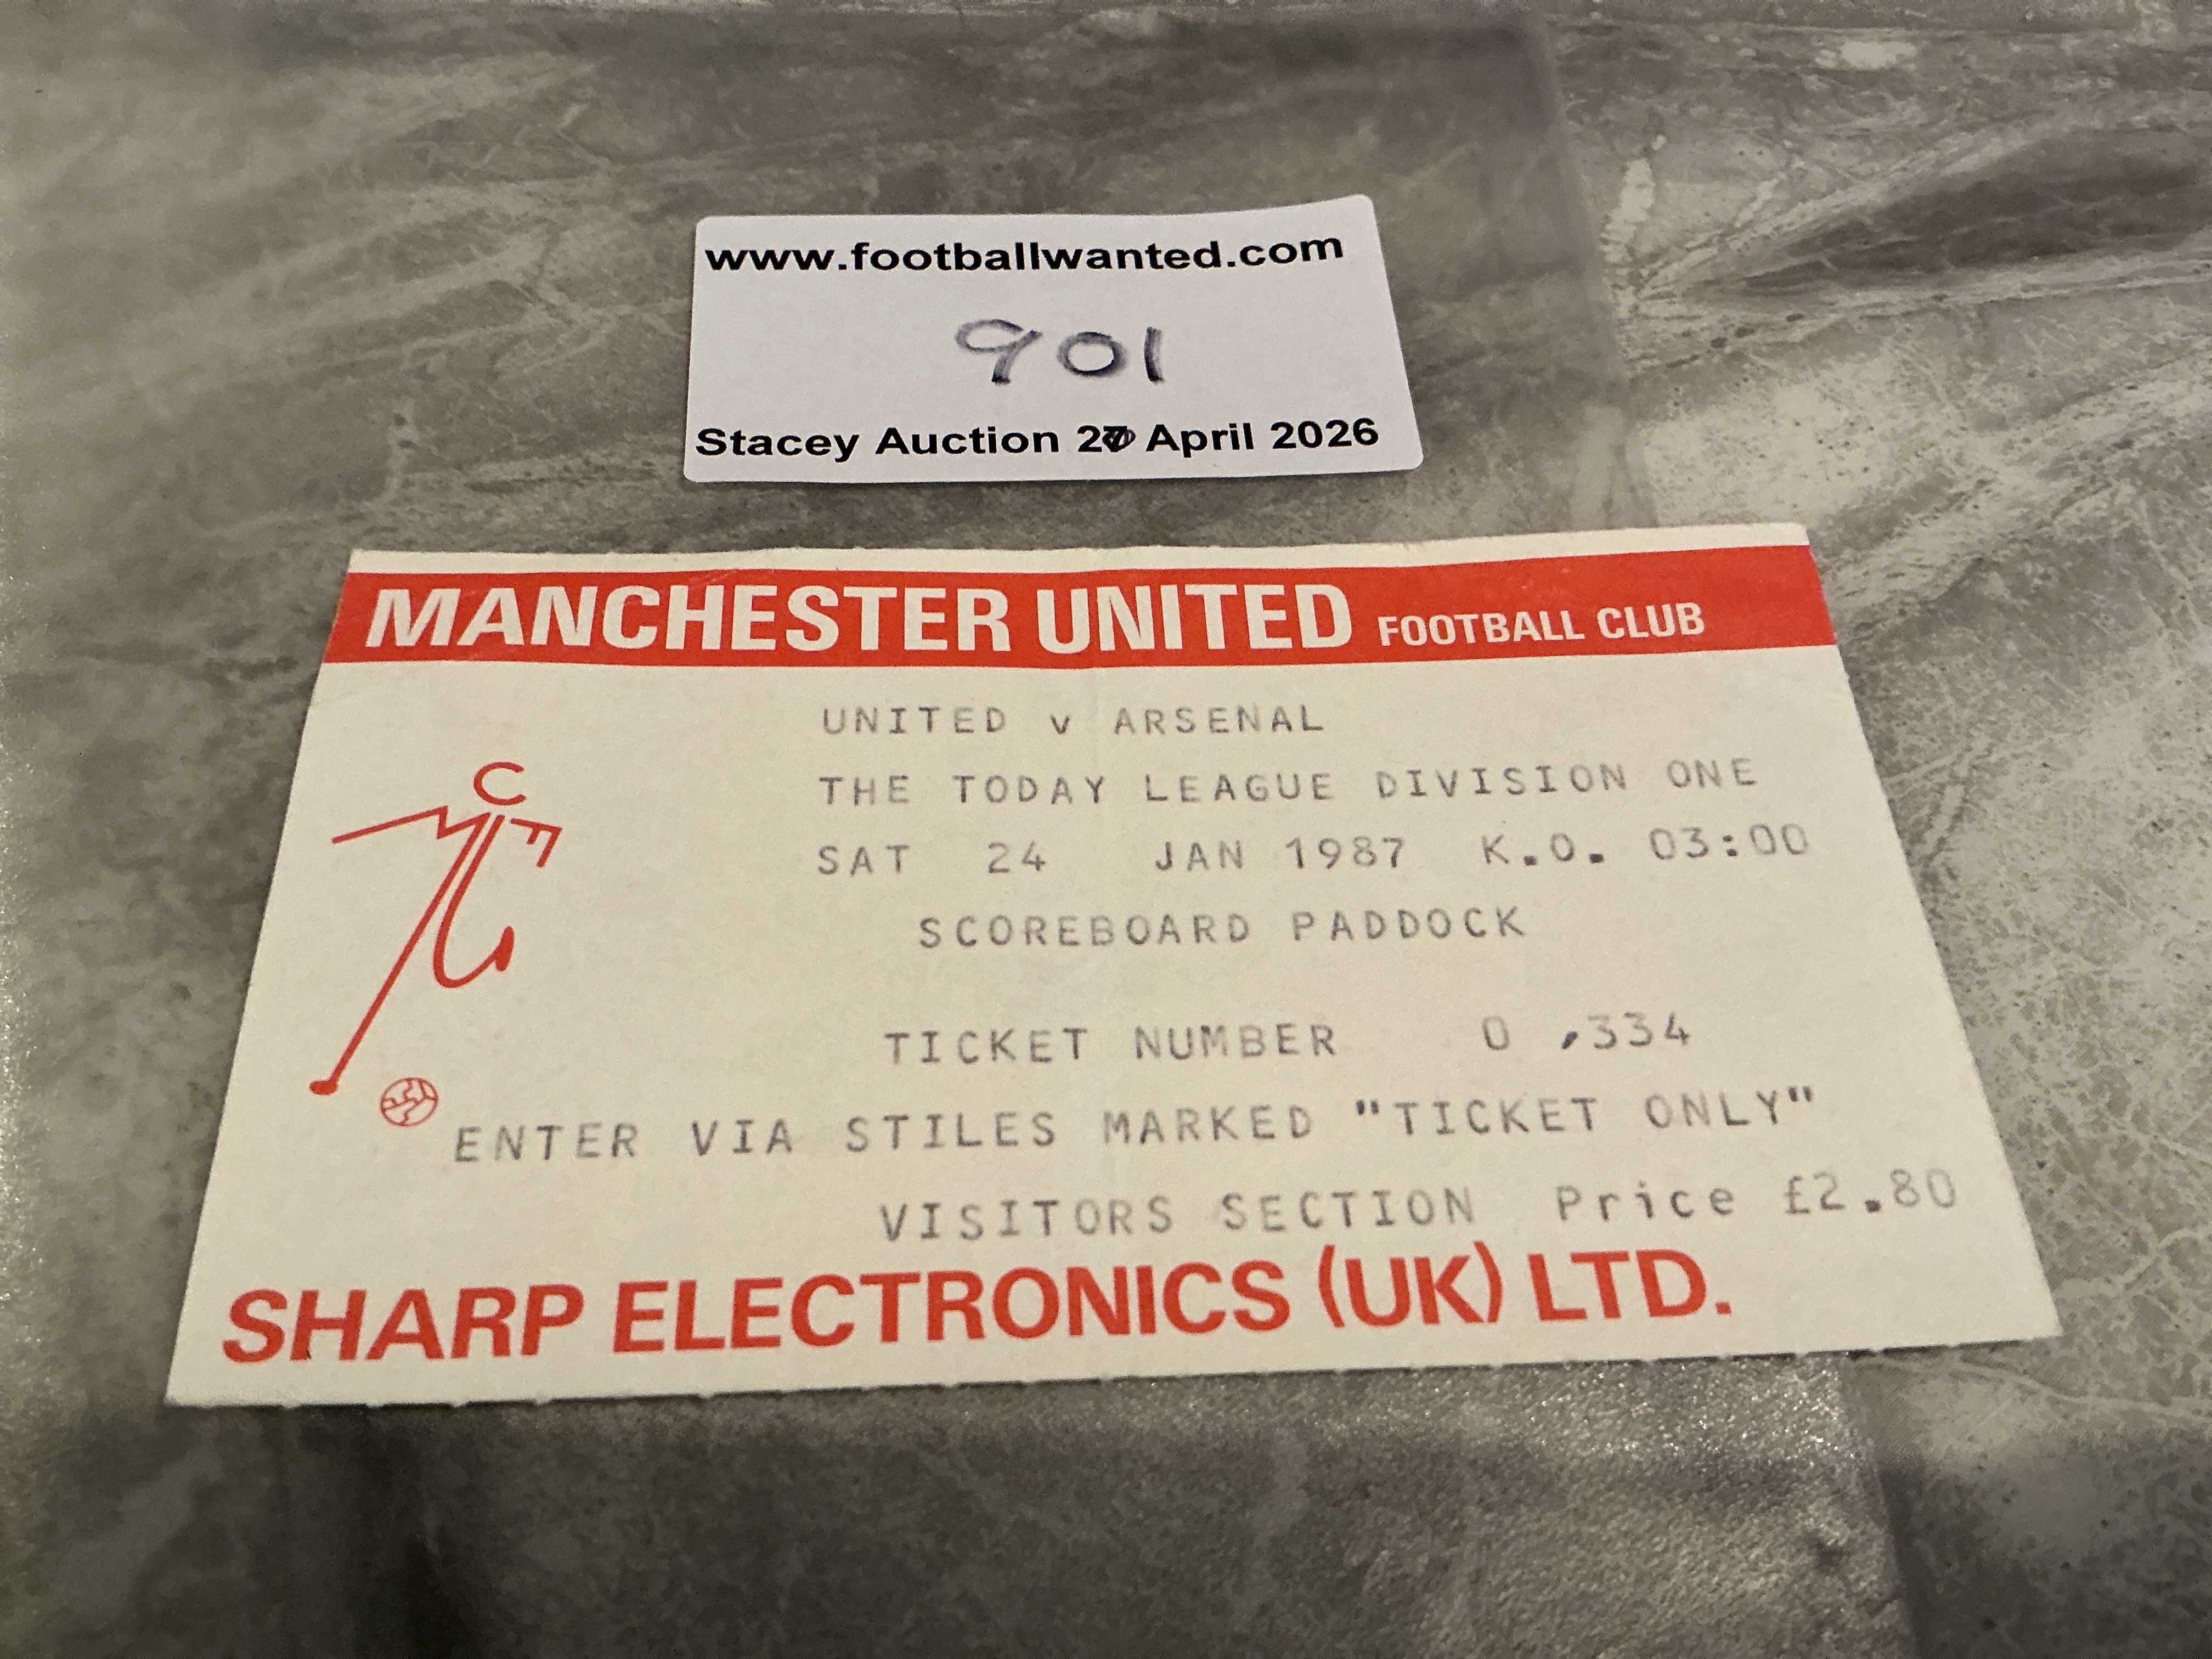 www.footballwanted.com
901
Stacey Auction April 2026
MANCHESTER UNITED FOOTBALL CLUB
UNITED v ARSENAL
THE TODAY LEAGUE DIVISION ONE
SAT 24 JAN 1987 K.O. 03:00
SCOREBOARD PADDOCK
TICKET NUMBER 0 ,334
ENTER VIA STILES MARKED "TICKET ONLY"
VISITORS SECTION Price £2.80
SHARP ELECTRONICS (UK) LTD.